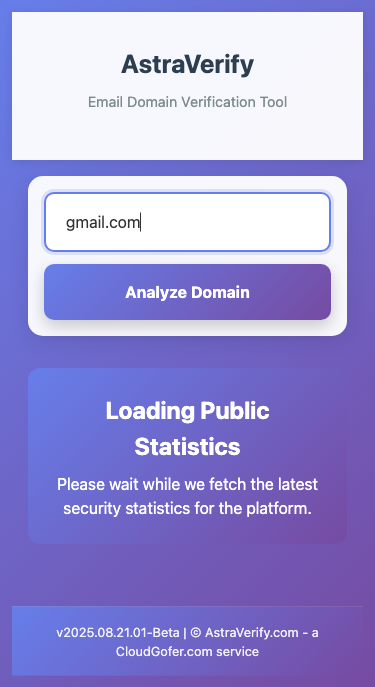 AstraVerify
Email Domain Verification Tool
gmail.com
Analyze Domain
Loading Public
Statistics
Please wait while we fetch the latest
security statistics for the platform.
v2025.08.21.01-Beta | © AstraVerify.com - a
CloudGofer.com service